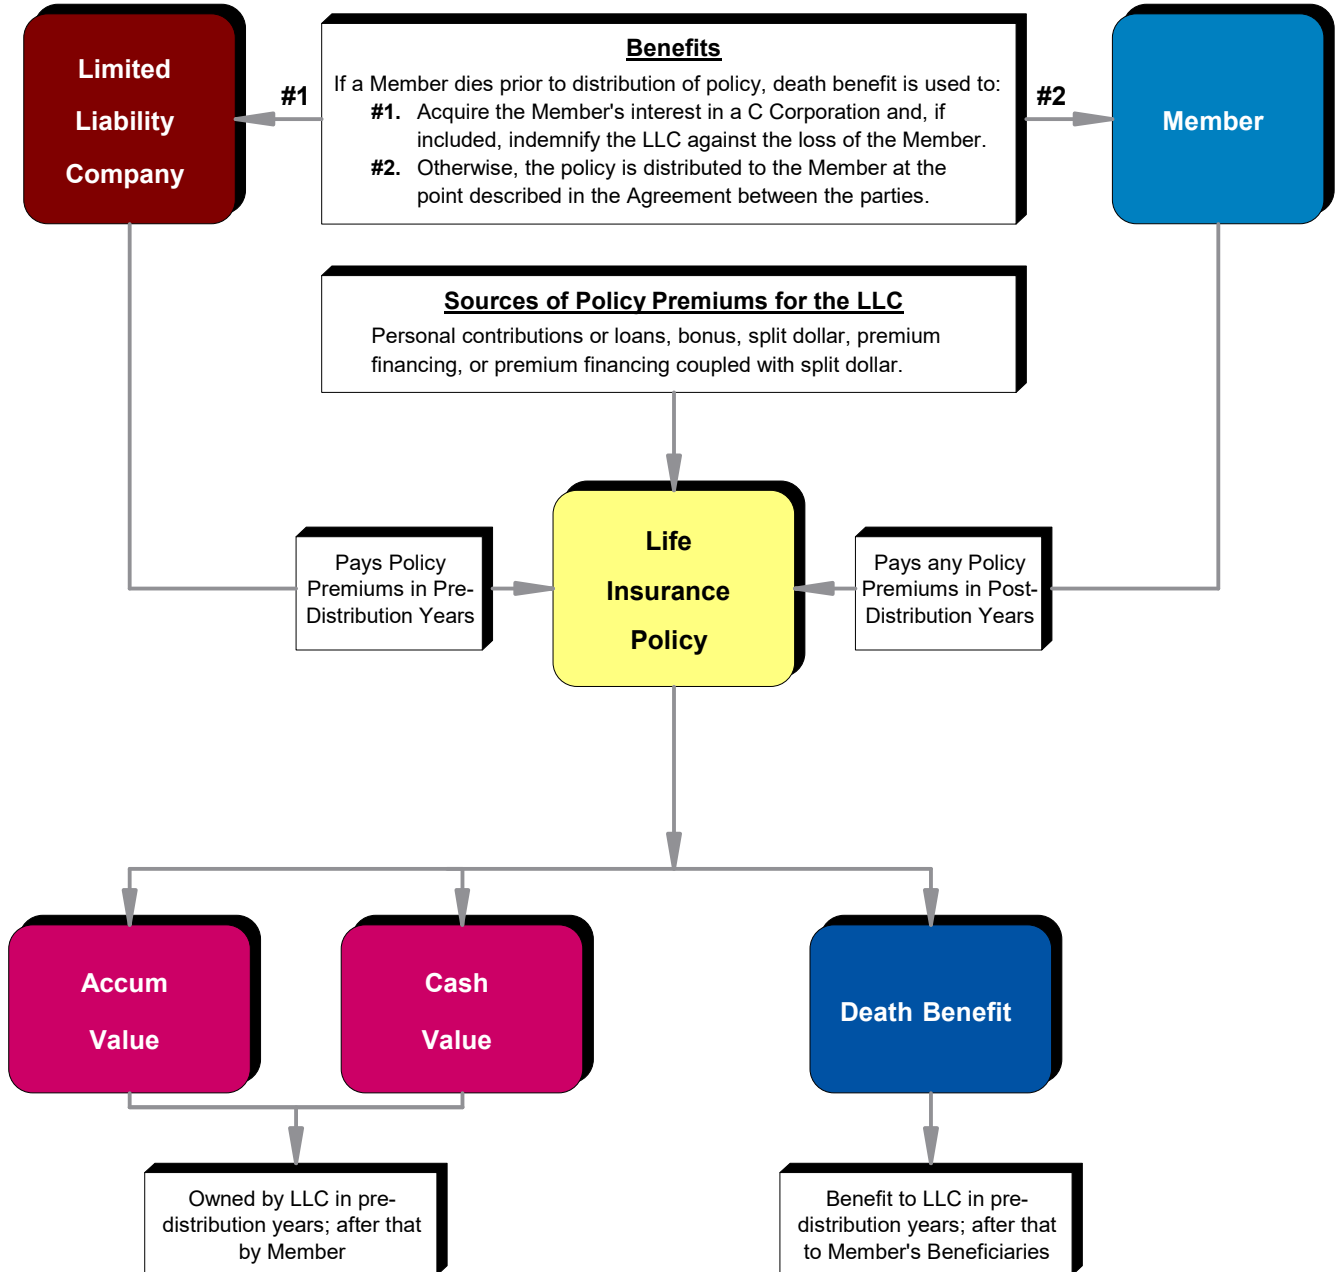 Limited
Liability
Company
#1
Benefits
If a Member dies prior to distribution of policy, death benefit is used to:
#1. Acquire the Member's interest in a C Corporation and, if
included, indemnify the LLC against the loss of the Member.
#2. Otherwise, the policy is distributed to the Member at the
point described in the Agreement between the parties.
#2
Member
Sources of Policy Premiums for the LLC
Personal contributions or loans, bonus, split dollar, premium
financing, or premium financing coupled with split dollar.
Pays Policy
Premiums in Pre-
Distribution Years
Life
Insurance
Policy
Pays any Policy
Premiums in Post-
Distribution Years
Accum
Value
Cash
Value
Death Benefit
Owned by LLC in pre-
distribution years; after that
by Member
Benefit to LLC in pre-
distribution years; after that
to Member's Beneficiaries